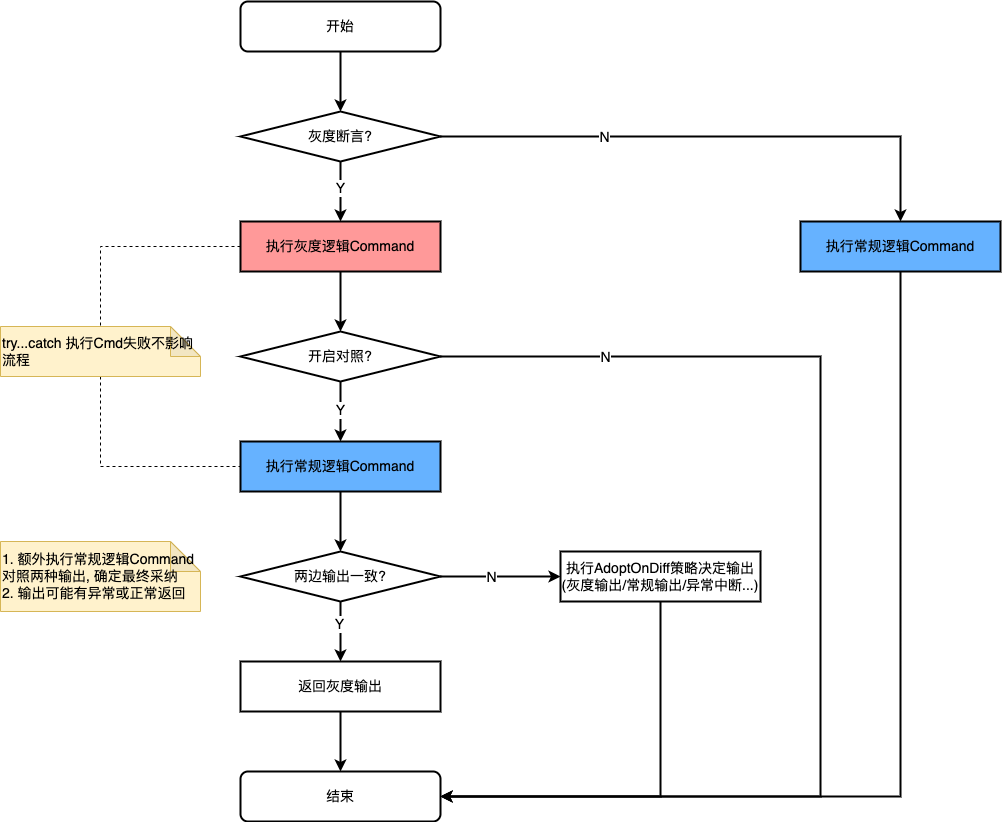 开始
灰度断言?
N
Y
执行灰度逻辑Command
执行常规逻辑Command
try...catch 执行Cmd失败不影响
流程
开启对照?
N
Y
执行常规逻辑Command
1. 额外执行常规逻辑Command
对照两种输出, 确定最终采纳
2. 输出可能有异常或正常返回
两边输出一致?
N
执行AdoptOnDiff策略决定输出
(灰度输出/常规输出/异常中断...)
Y
返回灰度输出
结束